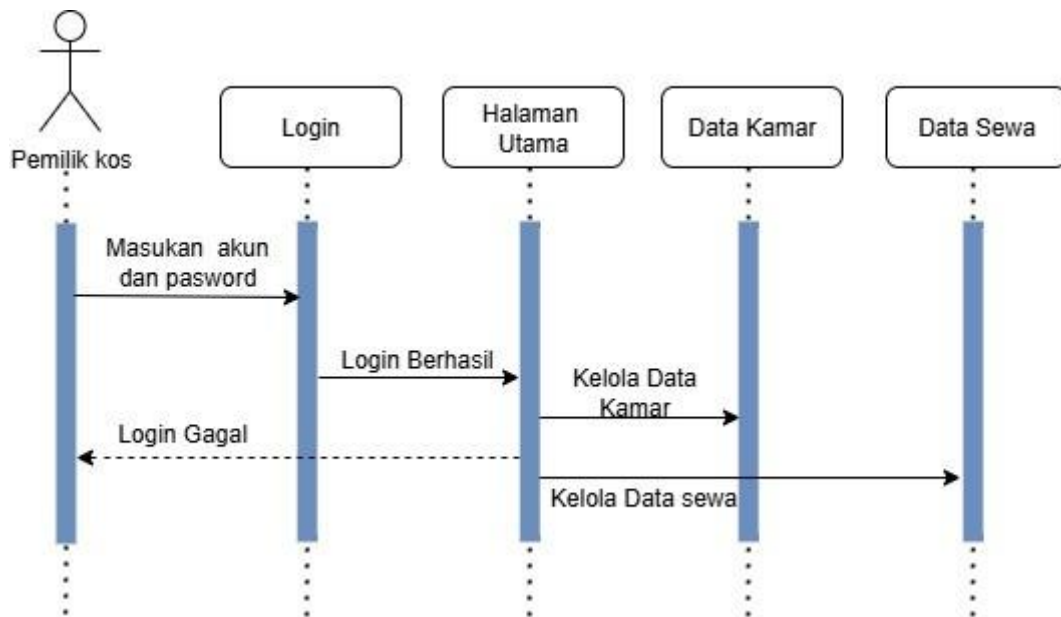 Pemilik kos
Login
Halaman
Utama
Data Kamar
Data Sewa
Masukan akun
dan pasword
Login Berhasil
Kelola Data
Kamar
Login Gagal
Kelola Data sewa